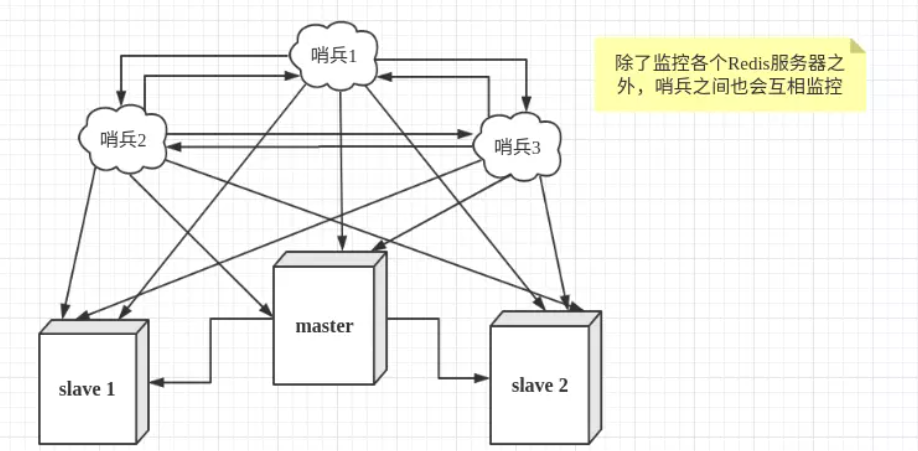 哨兵1
除了监控各个Redis服务器之
外，哨兵之间也会互相监控
哨兵2
哨兵3
master
slave 1
slave 2